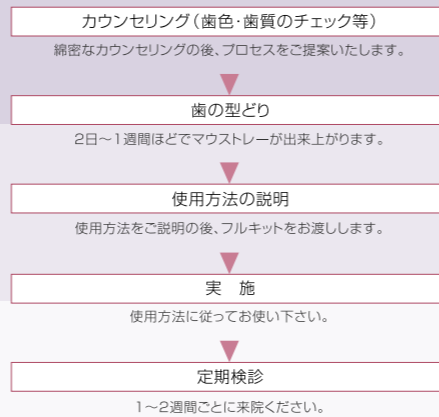 カウンセリング（歯色・歯質のチェック等）
綿密なカウンセリングの後、プロセスをご提案いたします。
歯の型どり
2日～1週間ほどでマウストレーが出来上がります。
使用方法の説明
使用方法をご説明の後、フルキットをお渡しします。
実　施
使用方法に従ってお使い下さい。
定期検診
1～2週間ごとに来院ください。